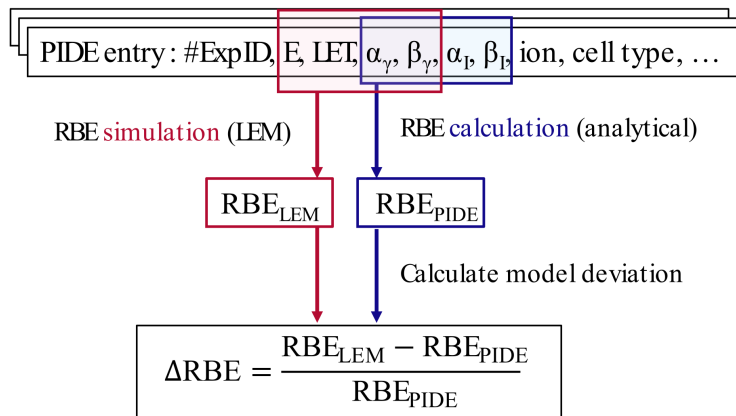 PIDE entry: #ExpID, E, LET, αγ, βγ, αI, βI, ion, cell type, …
RBE simulation (LEM)
RBE calculation (analytical)
RBELEM
RBEPIDE
Calculate model deviation
ΔRBE = (RBELEM − RBEPIDE) / RBEPIDE